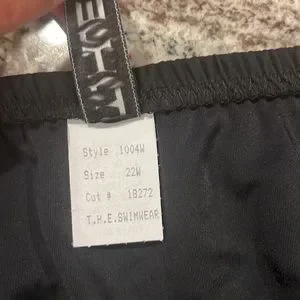 Style 1004W
Size 22W
Cut # 18272
T.H.E.SWIMWEAR